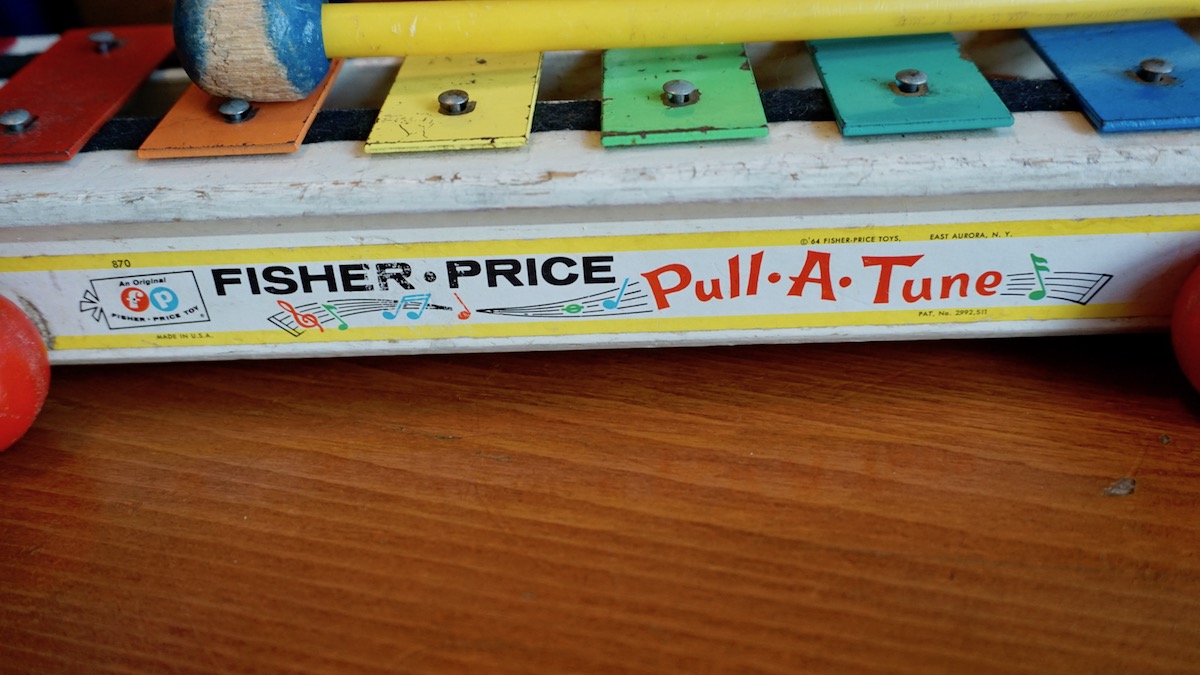 ©'64 FISHER-PRICE TOYS, EAST AURORA, N. Y.
870
An Original
fp
FISHER-PRICE TOY
FISHER·PRICE
Pull·A·Tune
MADE IN U.S.A.
PAT. No. 2992,511